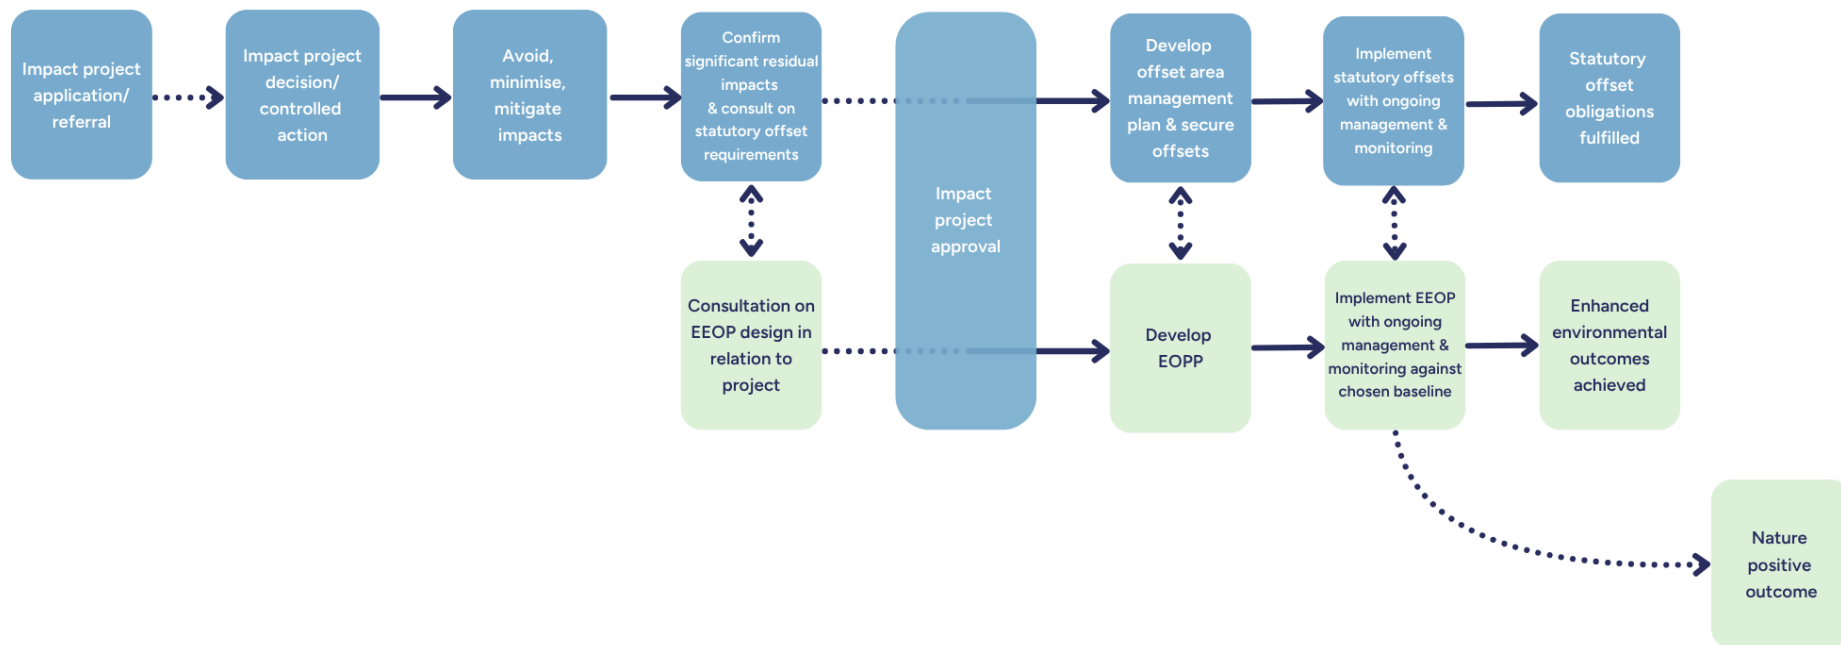 Impact project
application/
referral
Impact project
decision/
controlled
action
Avoid,
minimise,
mitigate
impacts
Confirm
significant residual
impacts
& consult on
statutory offset
requirements
Impact
project
approval
Develop
offset area
management
plan & secure
offsets
Implement
statutory offsets
with ongoing
management &
monitoring
Statutory
offset
obligations
fulfilled
Consultation on
EEOP design in
relation to
project
Develop
EOPP
Implement EEOP
with ongoing
management &
monitoring against
chosen baseline
Enhanced
environmental
outcomes
achieved
Nature
positive
outcome